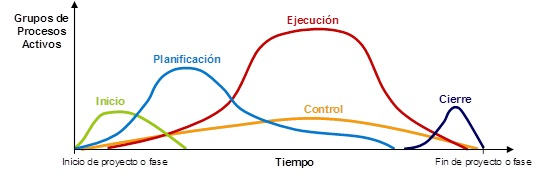 Grupos de
Procesos
Activos
Ejecución
Planificación
Inicio
Control
Cierre
Inicio de proyecto o fase
Tiempo
Fin de proyecto o fase